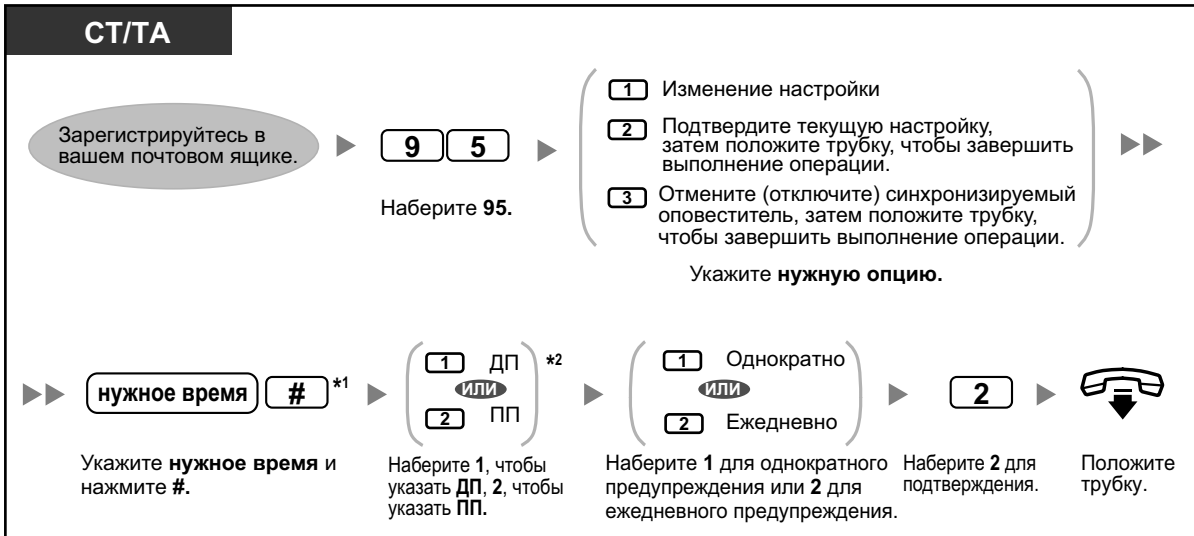 СТ/ТА
Зарегистрируйтесь в
вашем почтовом ящике.
9 5
Наберите 95.
1 Изменение настройки
2 Подтвердите текущую настройку,
затем положите трубку, чтобы завершить
выполнение операции.
3 Отмените (отключите) синхронизируемый
оповеститель, затем положите трубку,
чтобы завершить выполнение операции.
Укажите нужную опцию.
нужное время # *1
Укажите нужное время и
нажмите #.
1 ДП *2
ИЛИ
2 ПП
Наберите 1, чтобы
указать ДП, 2, чтобы
указать ПП.
1 Однократно
ИЛИ
2 Ежедневно
Наберите 1 для однократного
предупреждения или 2 для
ежедневного предупреждения.
2
Наберите 2 для
подтверждения.
Положите
трубку.